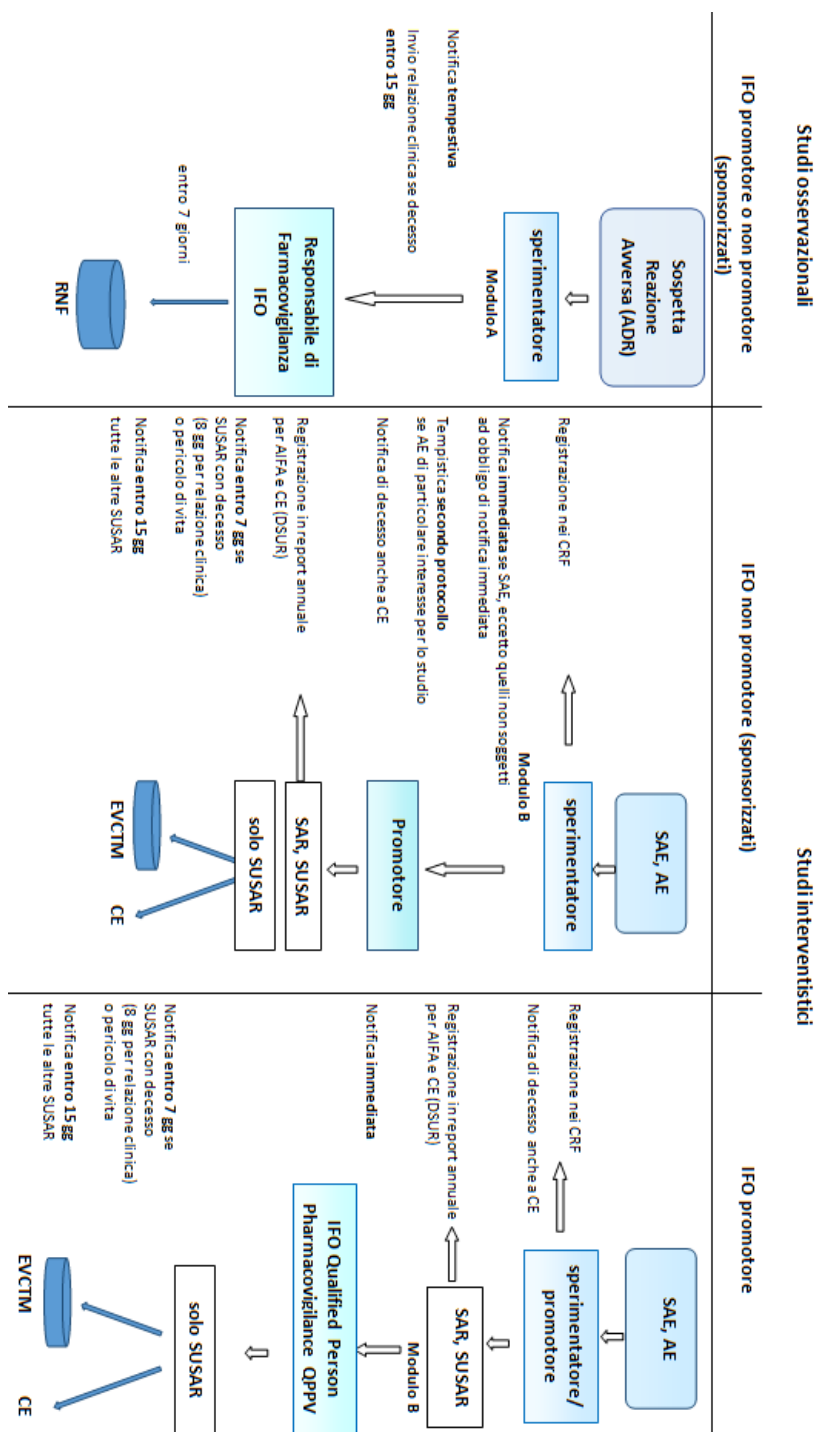 Studi osservazionali
IFO promotore o non promotore
(sponsorizzati)
Sospetta
Reazione
Avversa (ADR)
sperimentatore
Modulo A
Notifica tempestiva
Invio relazione clinica se decesso
entro 15 gg
Responsabile di
Farmacovigilanza
IFO
entro 7 giorni
RNF
Studi interventistici
IFO non promotore (sponsorizzati)
SAE, AE
sperimentatore
Registrazione nei CRF
Modulo B
Notifica immediata se SAE, eccetto quelli non soggetti
ad obbligo di notifica immediata
Tempistica secondo protocollo
se AE di particolare interesse per lo studio
Notifica di decesso anche a CE
Promotore
SAR, SUSAR
Registrazione in report annuale
per AIFA e CE (DSUR)
solo SUSAR
Notifica entro 7 gg se
SUSAR con decesso
(8 gg per relazione clinica)
o pericolo di vita
Notifica entro 15 gg
tutte le altre SUSAR
EVCTM
CE
IFO promotore
SAE, AE
sperimentatore/
promotore
Registrazione nei CRF
Notifica di decesso anche a CE
SAR, SUSAR
Registrazione in report annuale
per AIFA e CE (DSUR)
Modulo B
Notifica immediata
IFO Qualified Person
Pharmacovigilance QPPV
solo SUSAR
Notifica entro 7 gg se
SUSAR con decesso
(8 gg per relazione clinica)
o pericolo di vita
Notifica entro 15 gg
tutte le altre SUSAR
EVCTM
CE